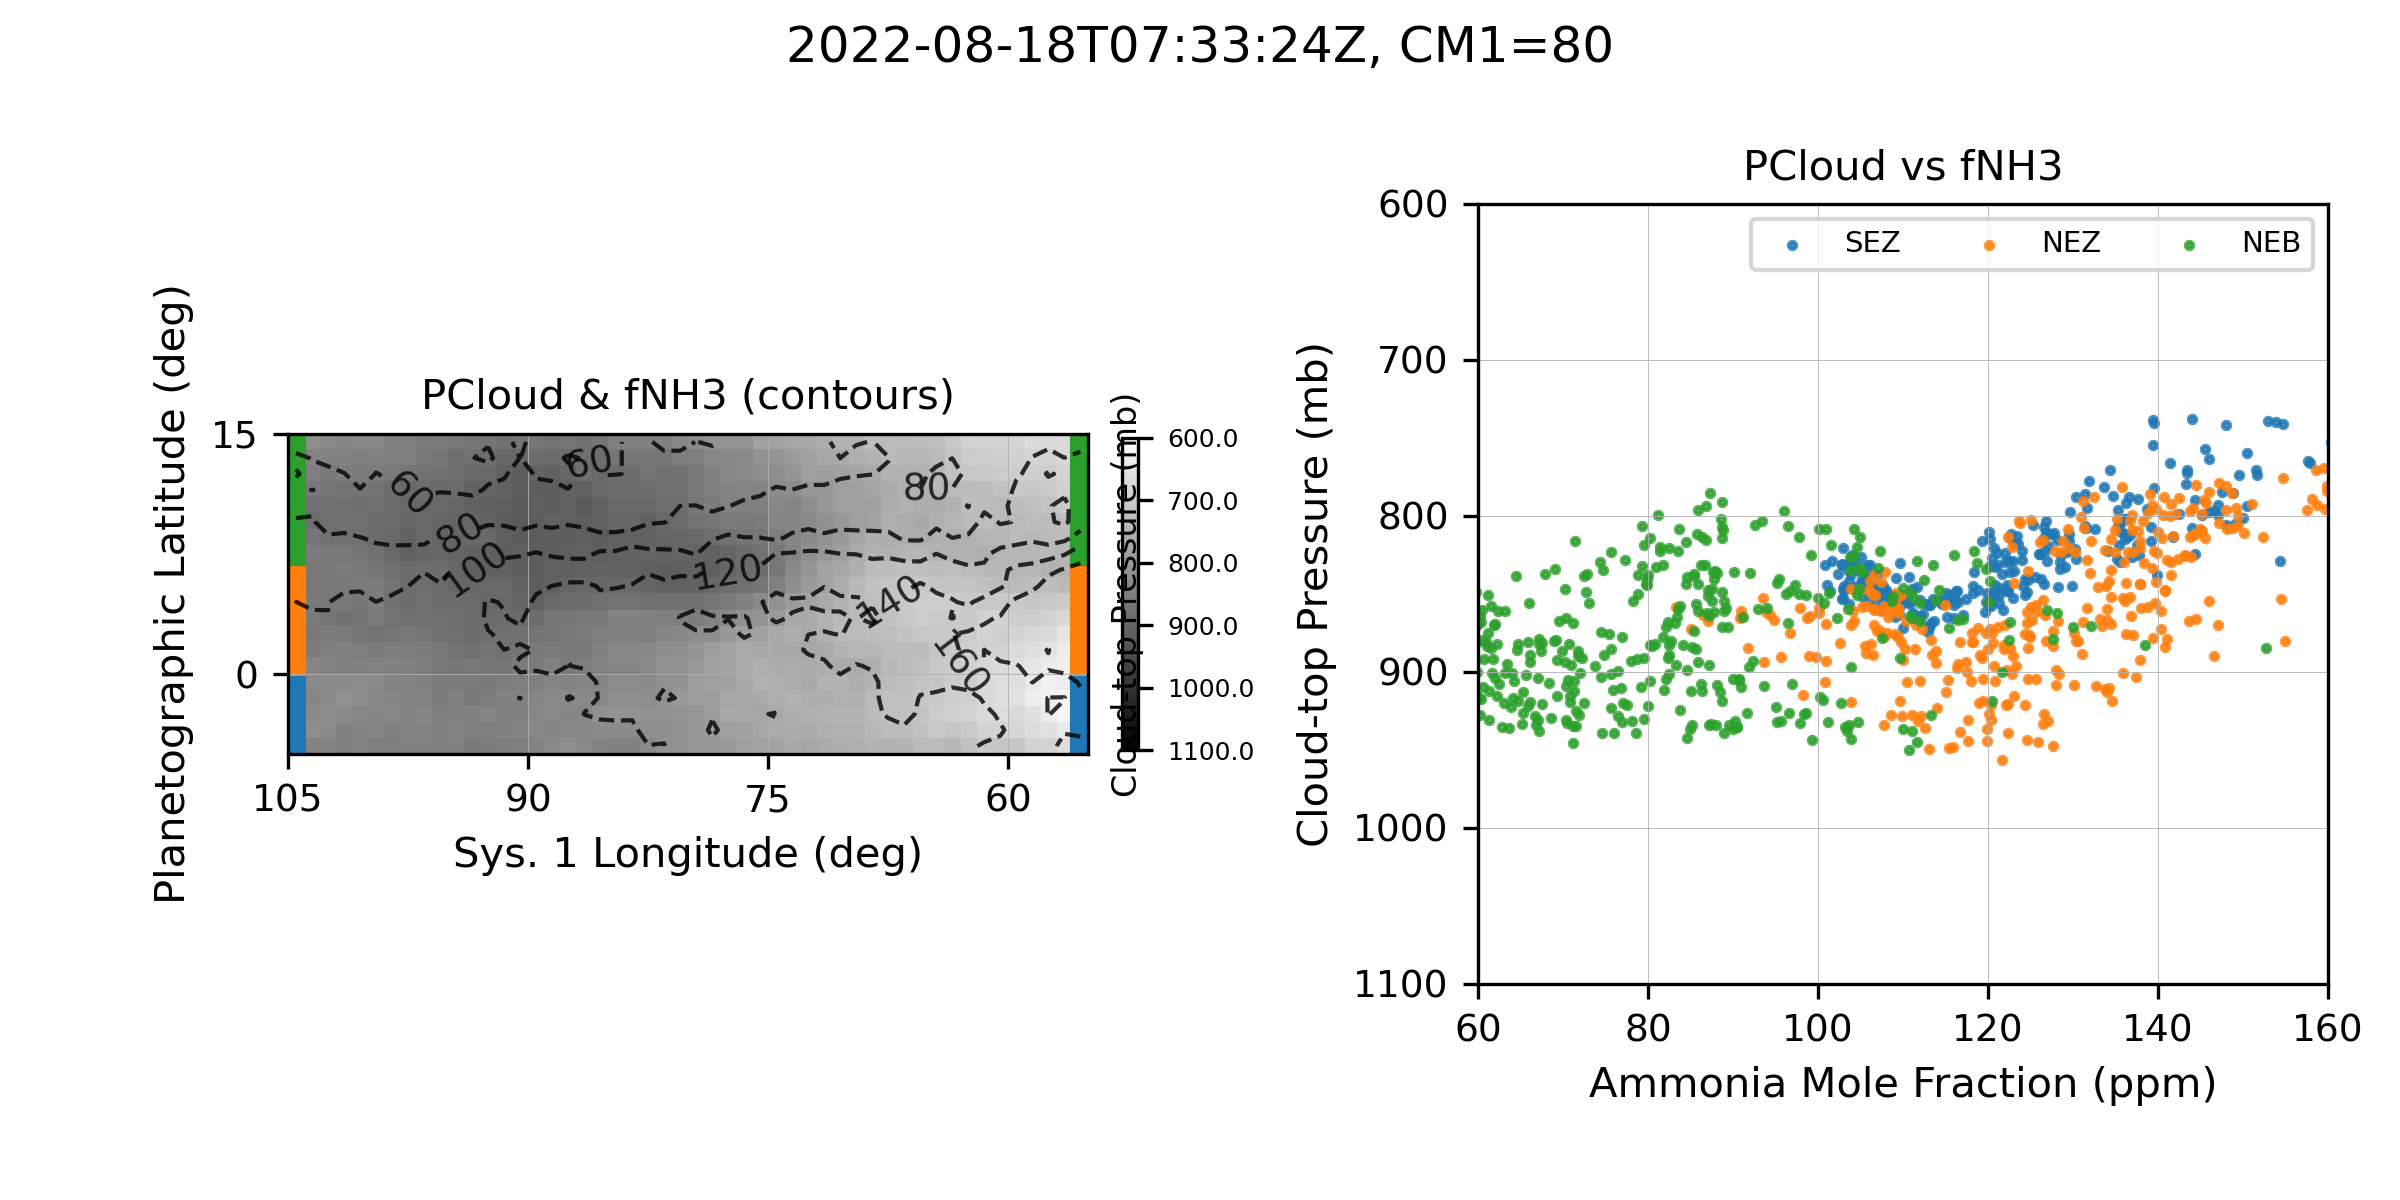 2022-08-18T07:33:24Z, CM1=80
PCloud & fNH3 (contours)
Planetographic Latitude (deg)
15
0
60
60
80
80
100
120
140
160
105
90
75
60
Sys. 1 Longitude (deg)
Cloud-top Pressure (mb)
600.0
700.0
800.0
900.0
1000.0
1100.0
PCloud vs fNH3
SEZ
NEZ
NEB
Cloud-top Pressure (mb)
600
700
800
900
1000
1100
60
80
100
120
140
160
Ammonia Mole Fraction (ppm)